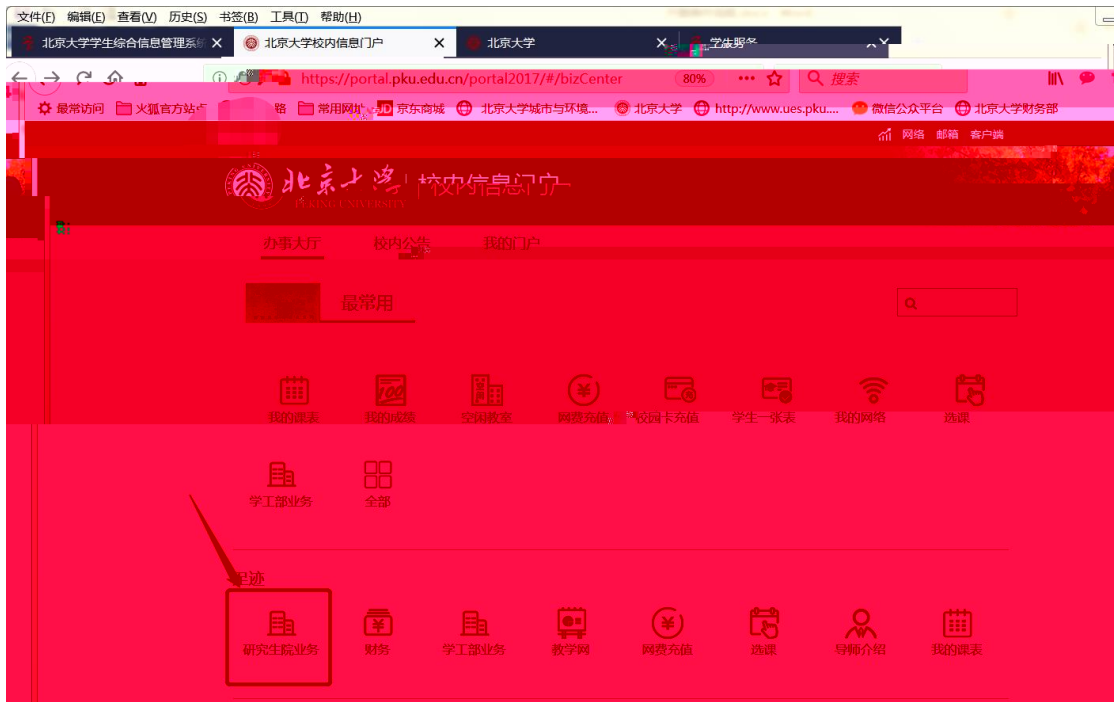 文件(F) 编辑(E) 查看(V) 历史(S) 书签(B) 工具(T) 帮助(H)
北京大学学生综合信息管理系统 北京大学校内信息门户 北京大学
https://portal.pku.edu.cn/portal2017/#/bizCenter 80% 搜索
最常访问 火狐官方站点 常用网址 JD 京东商城 北京大学城市与环境... 北京大学 http://www.ues.pku.... 微信公众平台 北京大学财务部
网络 邮箱 客户端
北京大学 校内信息门户
PEKING UNIVERSITY
办事大厅 校内公告 我的门户
最常用
我的课表 我的成绩 空闲教室 网费充值 校园卡充值 学生一张表 我的网络 选课
学工部业务 全部
足迹
研究生院业务 财务 学工部业务 教学网 网费充值 选课 导师介绍 我的课表